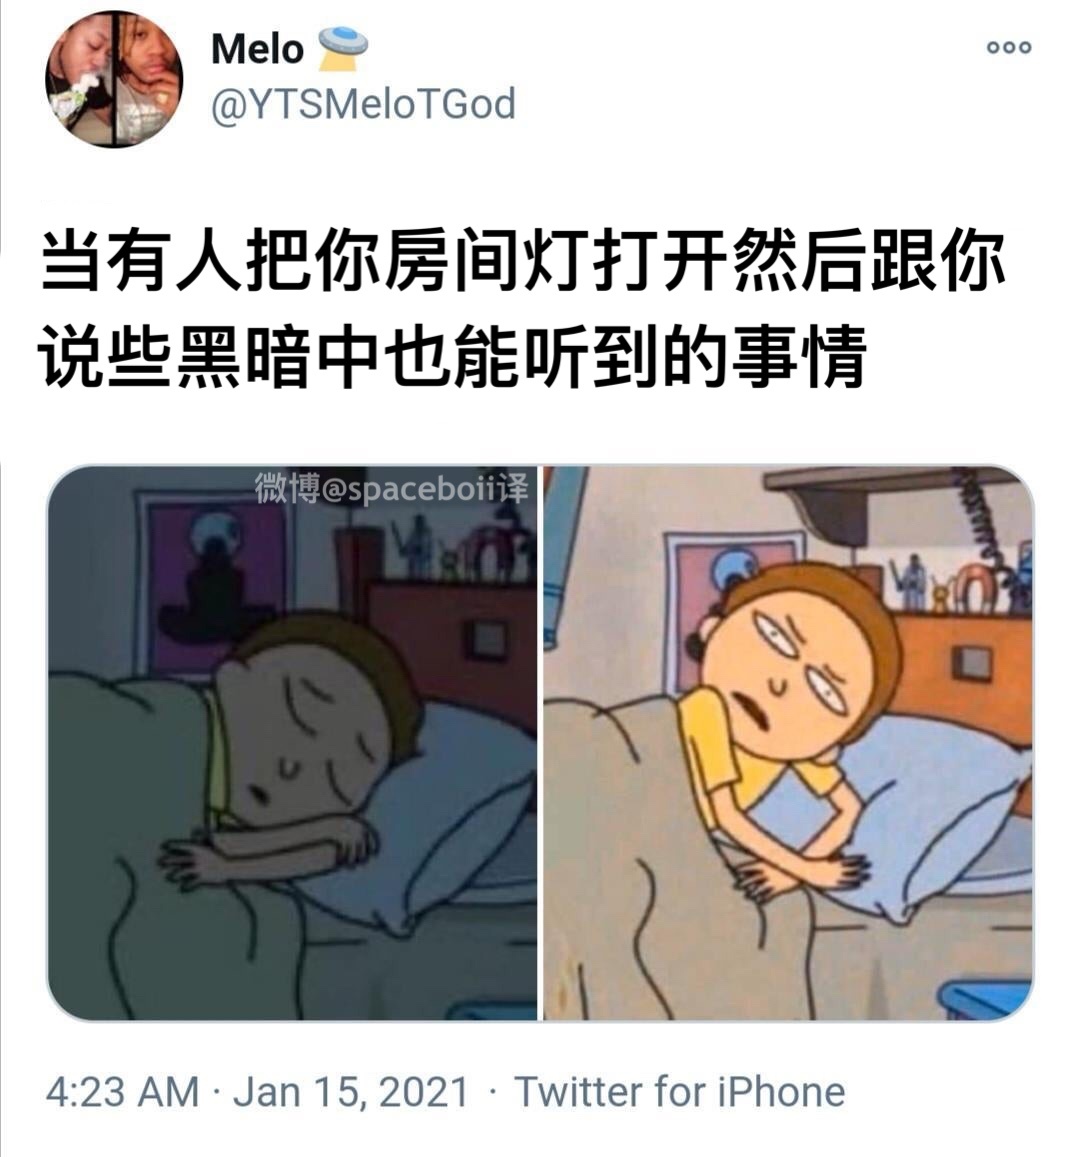 Melo 🛸
@YTSMeloTGod
当有人把你房间灯打开然后跟你
说些黑暗中也能听到的事情
微博@spaceboii译
4:23 AM · Jan 15, 2021 · Twitter for iPhone